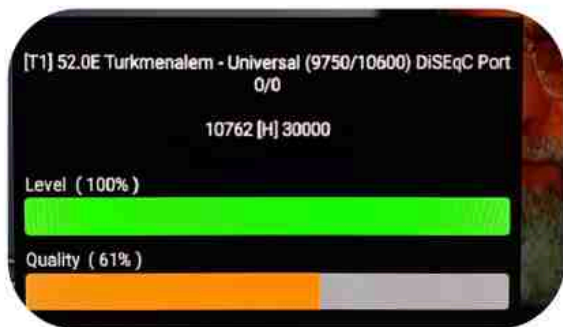 [T1] 52.0E Turkmenalem - Universal (9750/10600) DiSEqC Port
0/0
10762 [H] 30000
Level ( 100% )
Quality ( 61% )